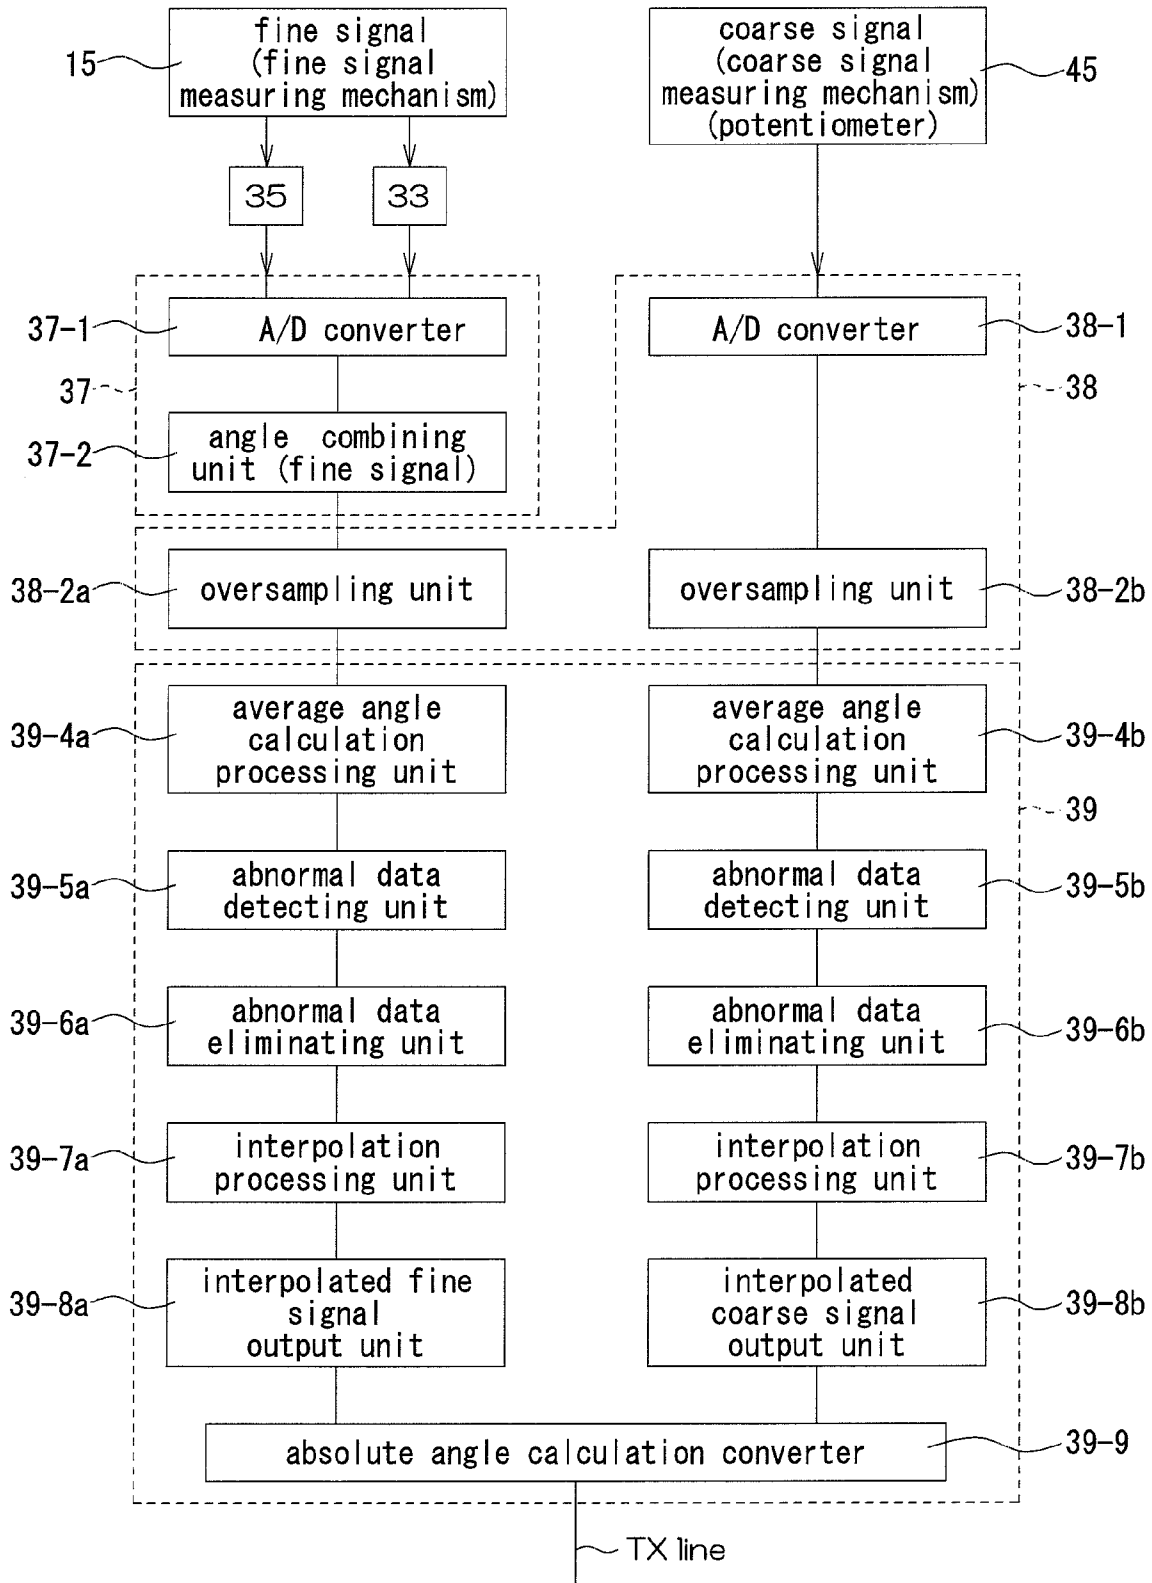 fine signal
(fine signal
measuring mechanism)
15
coarse signal
(coarse signal
measuring mechanism)
(potentiometer)
45
35
33
37-1
A/D converter
A/D converter
38-1
37
38
37-2
angle combining
unit (fine signal)
38-2a
oversampling unit
oversampling unit
38-2b
39-4a
average angle
calculation
processing unit
average angle
calculation
processing unit
39-4b
39
39-5a
abnormal data
detecting unit
abnormal data
detecting unit
39-5b
39-6a
abnormal data
eliminating unit
abnormal data
eliminating unit
39-6b
39-7a
interpolation
processing unit
interpolation
processing unit
39-7b
39-8a
interpolated fine
signal
output unit
interpolated
coarse signal
output unit
39-8b
absolute angle calculation converter
39-9
TX line